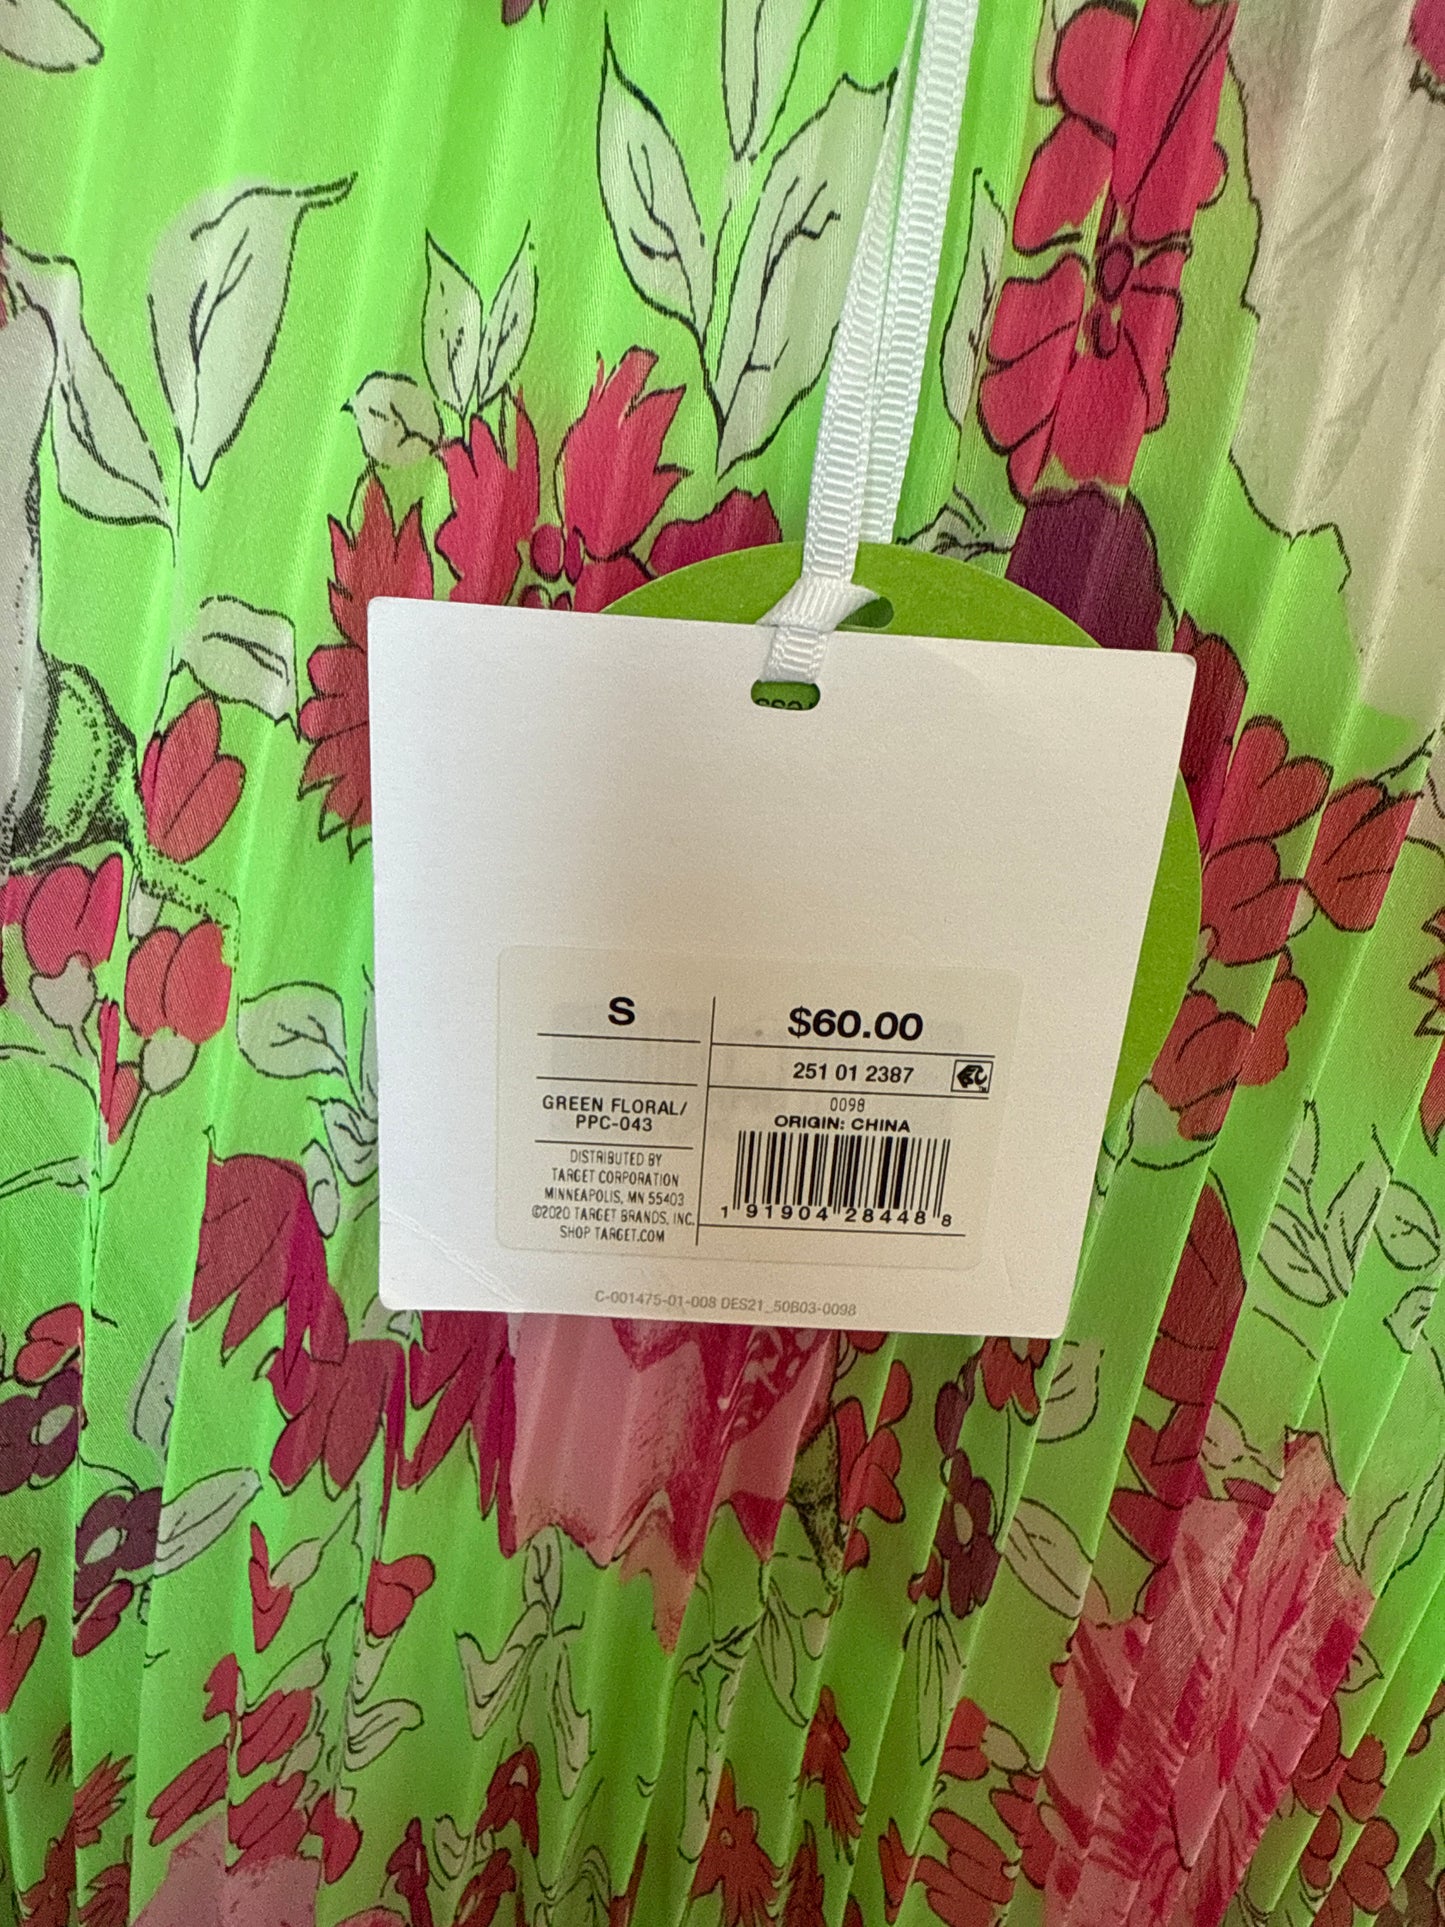 S
$60.00
251 01 2387
GREEN FLORAL/
PPC-043
0098
ORIGIN: CHINA
DISTRIBUTED BY
TARGET CORPORATION
MINNEAPOLIS, MN 55403
©2020 TARGET BRANDS, INC.
SHOP TARGET.COM
1 91904 28448 8
C-001475-01-008 DES21_50B03-0098